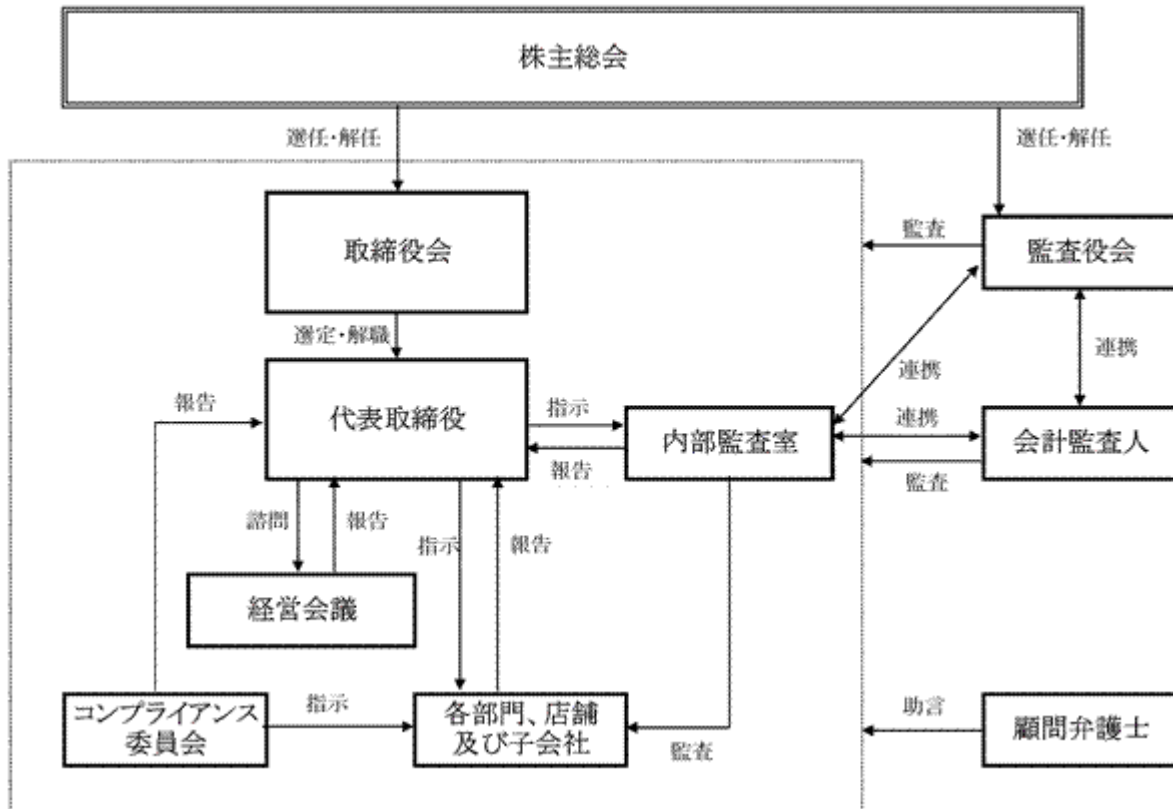 株主総会
選任・解任
選任・解任
取締役会
監査
監査役会
選定・解職
連携
連携
報告
代表取締役
指示
内部監査室
連携
会計監査人
報告
監査
諮問
報告
指示
報告
経営会議
コンプライアンス
委員会
指示
各部門、店舗
及び子会社
監査
助言
顧問弁護士